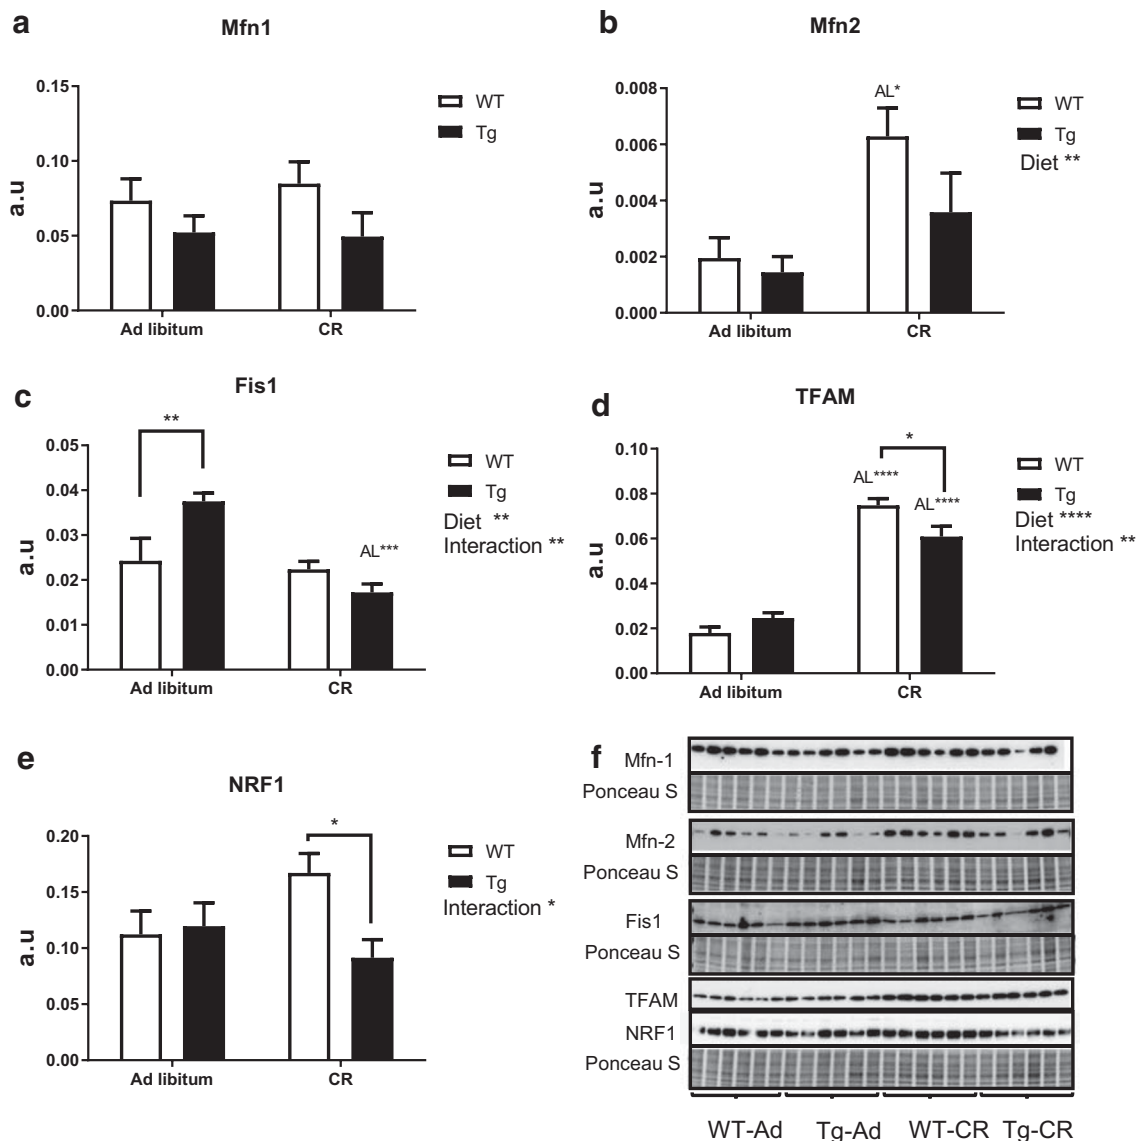 a
Mfn1
0.15
0.10
0.05
0.00
a.u
Ad libitum
CR
WT
Tg
b
Mfn2
0.008
0.006
0.004
0.002
0.000
a.u
AL*
Ad libitum
CR
WT
Tg
Diet **
c
Fis1
0.05
0.04
0.03
0.02
0.01
0.00
a.u
**
AL***
Ad libitum
CR
WT
Tg
Diet **
Interaction **
d
TFAM
0.10
0.08
0.06
0.04
0.02
0.00
a.u
*
AL****
AL****
Ad libitum
CR
WT
Tg
Diet ****
Interaction **
e
NRF1
0.20
0.15
0.10
0.05
0.00
a.u
*
Ad libitum
CR
WT
Tg
Interaction *
f
Mfn-1
Ponceau S
Mfn-2
Ponceau S
Fis1
Ponceau S
TFAM
NRF1
Ponceau S
WT-Ad Tg-Ad WT-CR Tg-CR